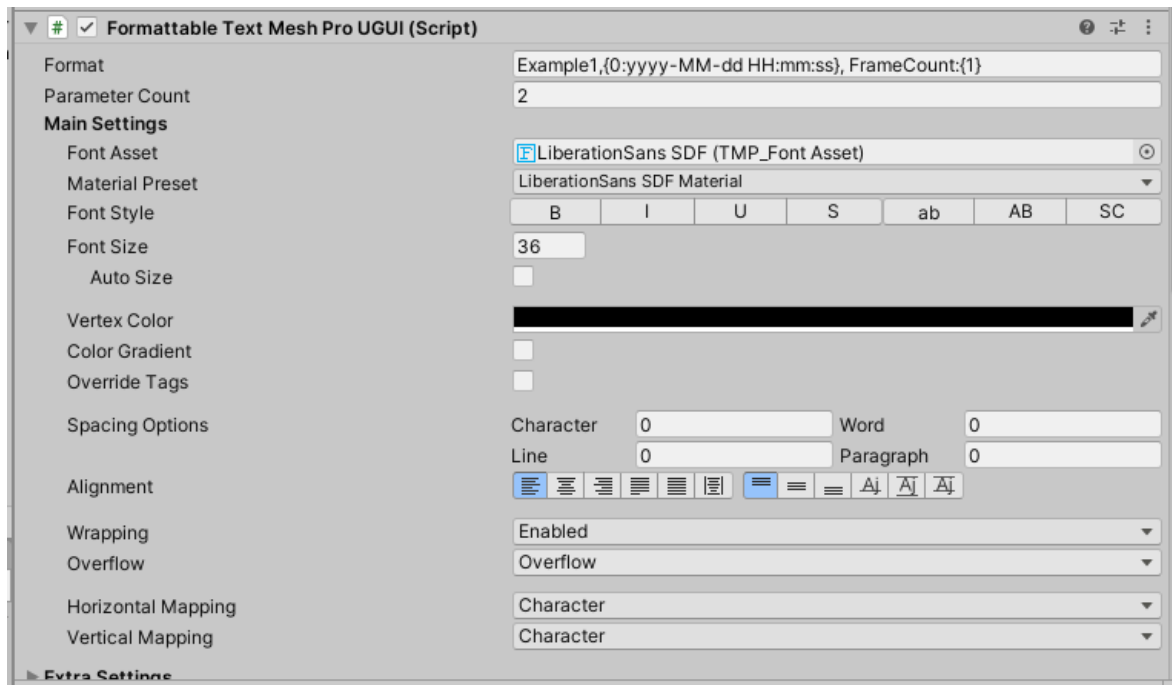 # Formattable Text Mesh Pro UGUI (Script)
Format Example1,{0:yyyy-MM-dd HH:mm:ss}, FrameCount:{1}
Parameter Count 2
Main Settings
Font Asset F LiberationSans SDF (TMP_Font Asset)
Material Preset LiberationSans SDF Material
Font Style B I U S ab AB SC
Font Size 36
Auto Size
Vertex Color
Color Gradient
Override Tags
Spacing Options Character 0 Word 0
Line 0 Paragraph 0
Alignment
Wrapping Enabled
Overflow Overflow
Horizontal Mapping Character
Vertical Mapping Character
Extra Settings